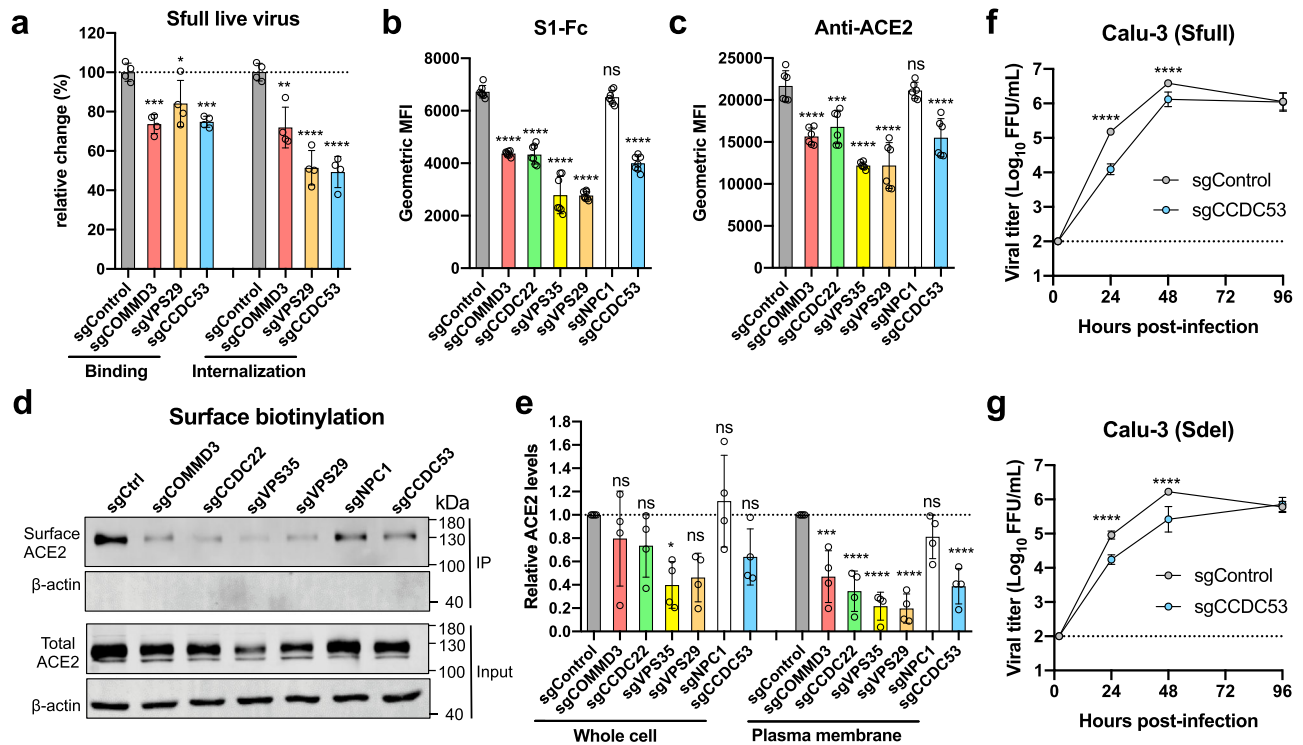 a
Sfull live virus
relative change (%)
120
100
80
60
40
20
0
*** * *** ** **** ****
sgControl
sgCOMMD3
sgVPS29
sgCCDC53
sgControl
sgCOMMD3
sgVPS29
sgCCDC53
Binding
Internalization
b
S1-Fc
Geometric MFI
8000
6000
4000
2000
0
**** **** **** **** ns ****
sgControl
sgCOMMD3
sgCCDC22
sgVPS35
sgVPS29
sgNPC1
sgCCDC53
c
Anti-ACE2
Geometric MFI
25000
20000
15000
10000
5000
0
**** *** **** **** ns ****
sgControl
sgCOMMD3
sgCCDC22
sgVPS35
sgVPS29
sgNPC1
sgCCDC53
f
Calu-3 (Sfull)
Viral titer (Log10 FFU/mL)
7
6
5
4
3
2
1
**** ****
sgControl
sgCCDC53
0 24 48 72 96
Hours post-infection
d
Surface biotinylation
sgCtrl
sgCOMMD3
sgCCDC22
sgVPS35
sgVPS29
sgNPC1
sgCCDC53
kDa
Surface
ACE2
180
130
100
IP
β-actin
40
Total
ACE2
180
130
100
Input
β-actin
40
e
Relative ACE2 levels
1.8
1.6
1.4
1.2
1.0
0.8
0.6
0.4
0.2
0.0
ns ns * ns ns ns *** **** **** **** ns ****
sgControl
sgCOMMD3
sgCCDC22
sgVPS35
sgVPS29
sgNPC1
sgCCDC53
sgControl
sgCOMMD3
sgCCDC22
sgVPS35
sgVPS29
sgNPC1
sgCCDC53
Whole cell
Plasma membrane
g
Calu-3 (Sdel)
Viral titer (Log10 FFU/mL)
7
6
5
4
3
2
1
**** ****
sgControl
sgCCDC53
0 24 48 72 96
Hours post-infection